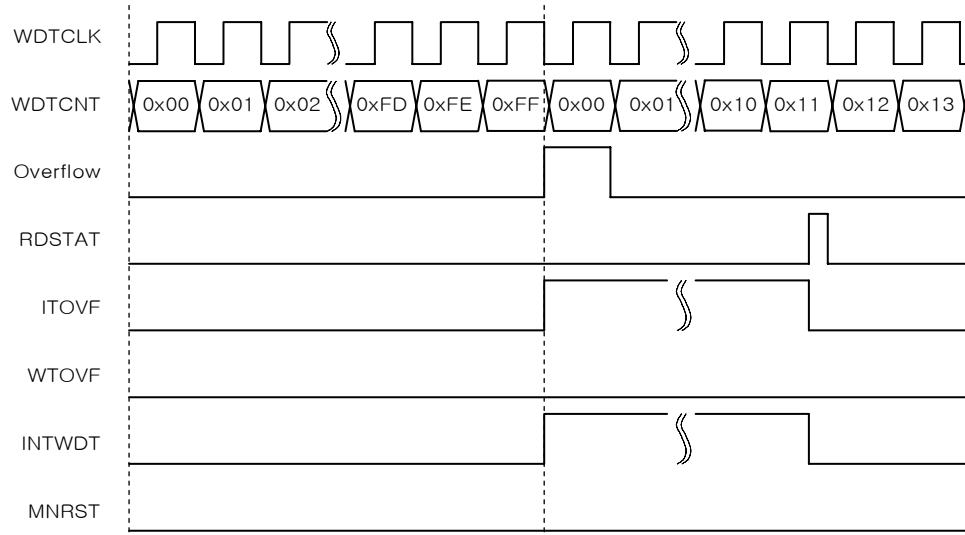 WDTCLK
WDTCNT 0x00 0x01 0x02 0xFD 0xFE 0xFF 0x00 0x01 0x10 0x11 0x12 0x13
Overflow
RDSTAT
ITOVF
WTOVF
INTWDT
MNRST